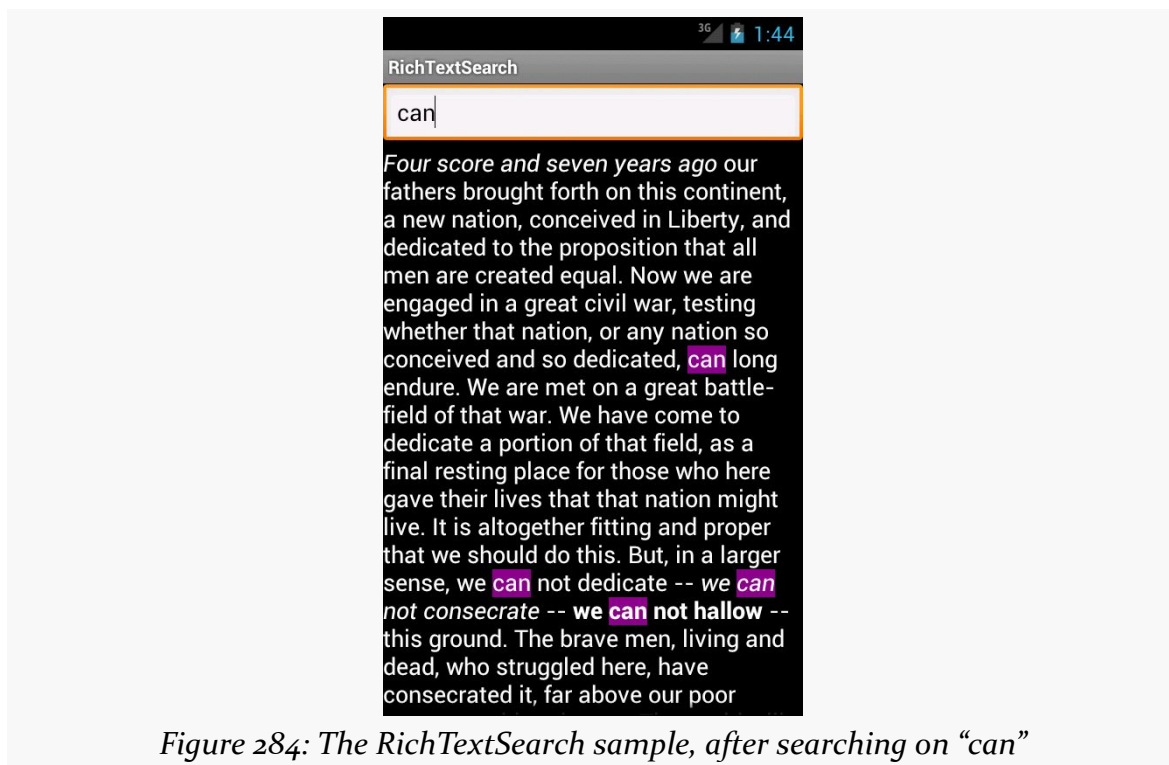 3G 1:44
RichTextSearch
can
Four score and seven years ago our
fathers brought forth on this continent,
a new nation, conceived in Liberty, and
dedicated to the proposition that all
men are created equal. Now we are
engaged in a great civil war, testing
whether that nation, or any nation so
conceived and so dedicated, can long
endure. We are met on a great battle-
field of that war. We have come to
dedicate a portion of that field, as a
final resting place for those who here
gave their lives that that nation might
live. It is altogether fitting and proper
that we should do this. But, in a larger
sense, we can not dedicate -- we can
not consecrate -- we can not hallow --
this ground. The brave men, living and
dead, who struggled here, have
consecrated it, far above our poor
Figure 284: The RichTextSearch sample, after searching on “can”